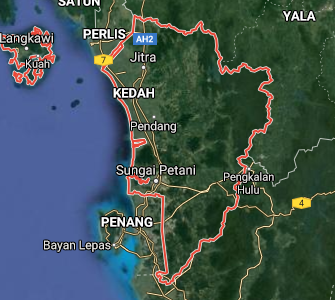 SATUN
YALA
PERLIS
Langkawi
AH2
7
Jitra
Kuah
KEDAH
Pendang
Sungai Petani
Pengkalan
Hulu
4
PENANG
Bayan Lepas